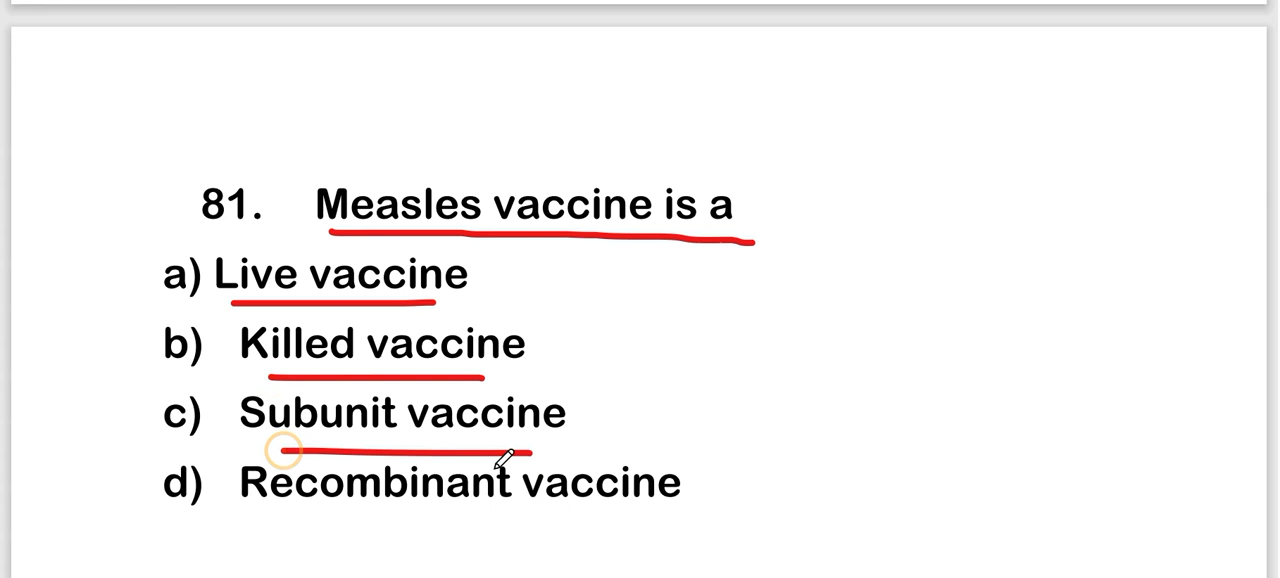 81. Measles vaccine is a
a) Live vaccine
b) Killed vaccine
c) Subunit vaccine
d) Recombinant vaccine